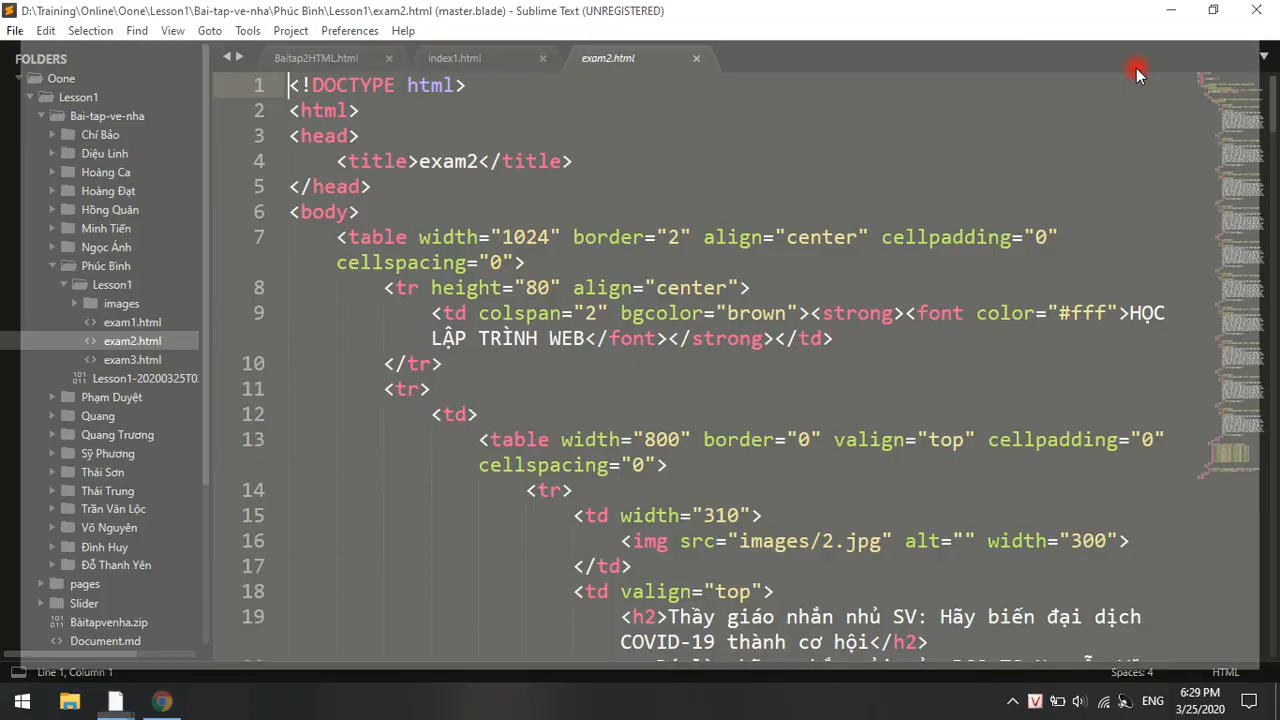 D:\Training\Online\Oone\Lesson1\Bai-tap-ve-nha\Phúc Bình\Lesson1\exam2.html (master.blade) - Sublime Text (UNREGISTERED)
File Edit Selection Find View Goto Tools Project Preferences Help
FOLDERS
Oone
Lesson1
Bai-tap-ve-nha
Chí Bảo
Diệu Linh
Hoàng Ca
Hoàng Đạt
Hồng Quân
Minh Tiến
Ngọc Ánh
Phúc Bình
Lesson1
images
exam1.html
exam2.html
exam3.html
Lesson1-20200325T0
Phạm Duyệt
Quang
Quang Trương
Sỹ Phương
Thái Sơn
Thái Trung
Trần Văn Lộc
Võ Nguyên
Đình Huy
Đỗ Thanh Yên
pages
Slider
Bàitapvenha.zip
Document.md
Baitap2HTML.html index1.html exam2.html
1 <!DOCTYPE html>
2 <html>
3 <head>
4 <title>exam2</title>
5 </head>
6 <body>
7 <table width="1024" border="2" align="center" cellpadding="0"
cellspacing="0">
8 <tr height="80" align="center">
9 <td colspan="2" bgcolor="brown"><strong><font color="#fff">HỌC
LẬP TRÌNH WEB</font></strong></td>
10 </tr>
11 <tr>
12 <td>
13 <table width="800" border="0" valign="top" cellpadding="0"
cellspacing="0">
14 <tr>
15 <td width="310">
16 <img src="images/2.jpg" alt="" width="300">
17 </td>
18 <td valign="top">
19 <h2>Thầy giáo nhắn nhủ SV: Hãy biến đại dịch
COVID-19 thành cơ hội</h2>
Line 1, Column 1 Spaces: 4 HTML
V ENG 6:29 PM
3/25/2020